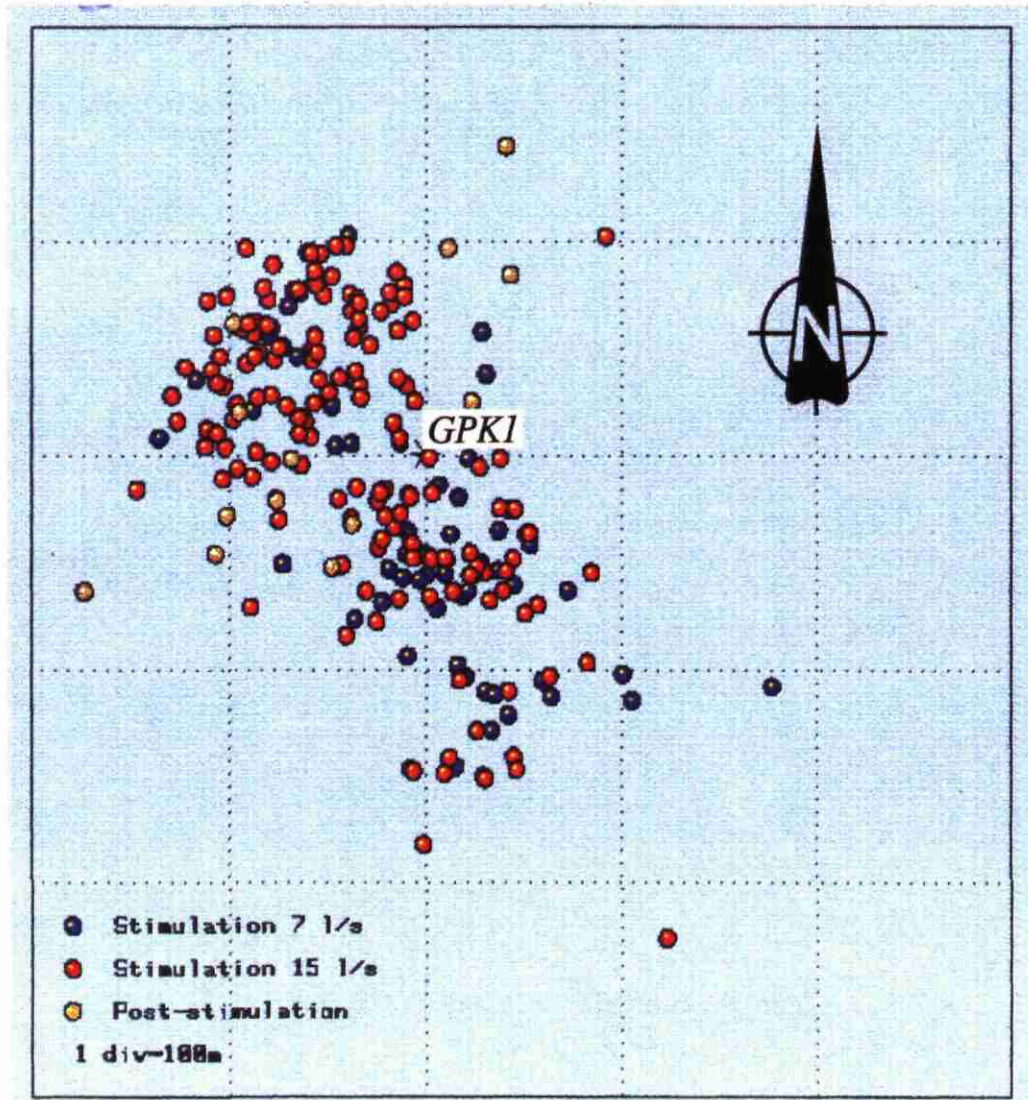 N
GPK1
Stimulation 7 l/s
Stimulation 15 l/s
Post-stimulation
1 div=100m